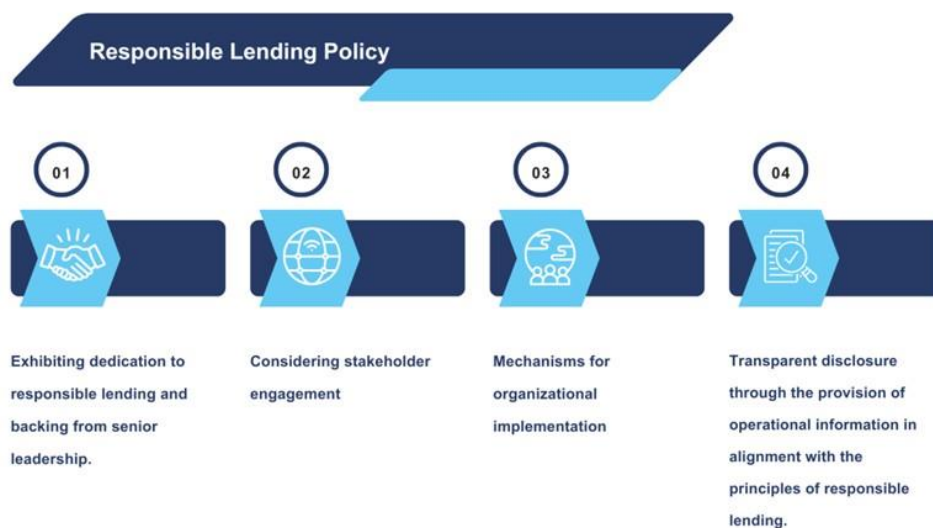 Responsible Lending Policy
01
02
03
04
Exhibiting dedication to
responsible lending and
backing from senior
leadership.
Considering stakeholder
engagement
Mechanisms for
organizational
implementation
Transparent disclosure
through the provision of
operational information in
alignment with the
principles of responsible
lending.